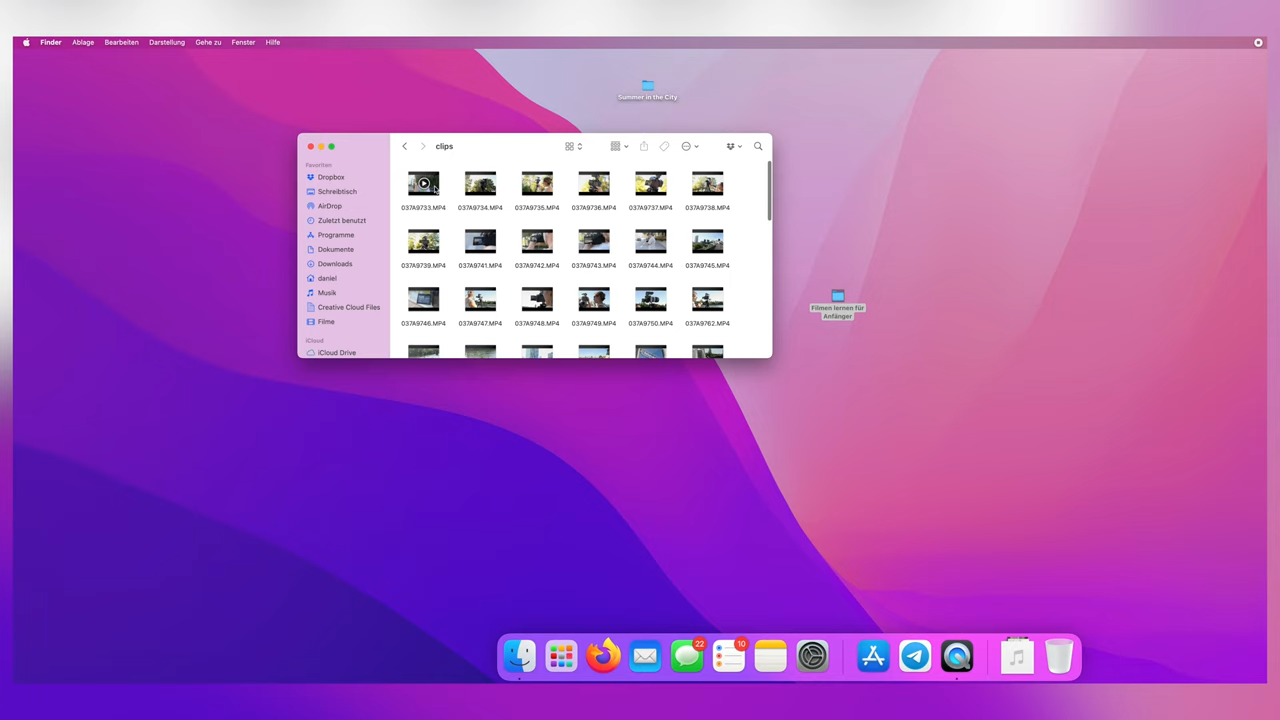 Finder Ablage Bearbeiten Darstellung Gehe zu Fenster Hilfe
Summer in the City
clips
Favoriten
Dropbox
Schreibtisch
AirDrop
Zuletzt benutzt
Programme
Dokumente
Downloads
daniel
Musik
Creative Cloud Files
Filme
iCloud
iCloud Drive
037A9733.MP4 037A9734.MP4 037A9735.MP4 037A9736.MP4 037A9737.MP4 037A9738.MP4
037A9739.MP4 037A9741.MP4 037A9742.MP4 037A9743.MP4 037A9744.MP4 037A9745.MP4
037A9746.MP4 037A9747.MP4 037A9748.MP4 037A9749.MP4 037A9750.MP4 037A9762.MP4
Filmen lernen für
Anfänger
22
10